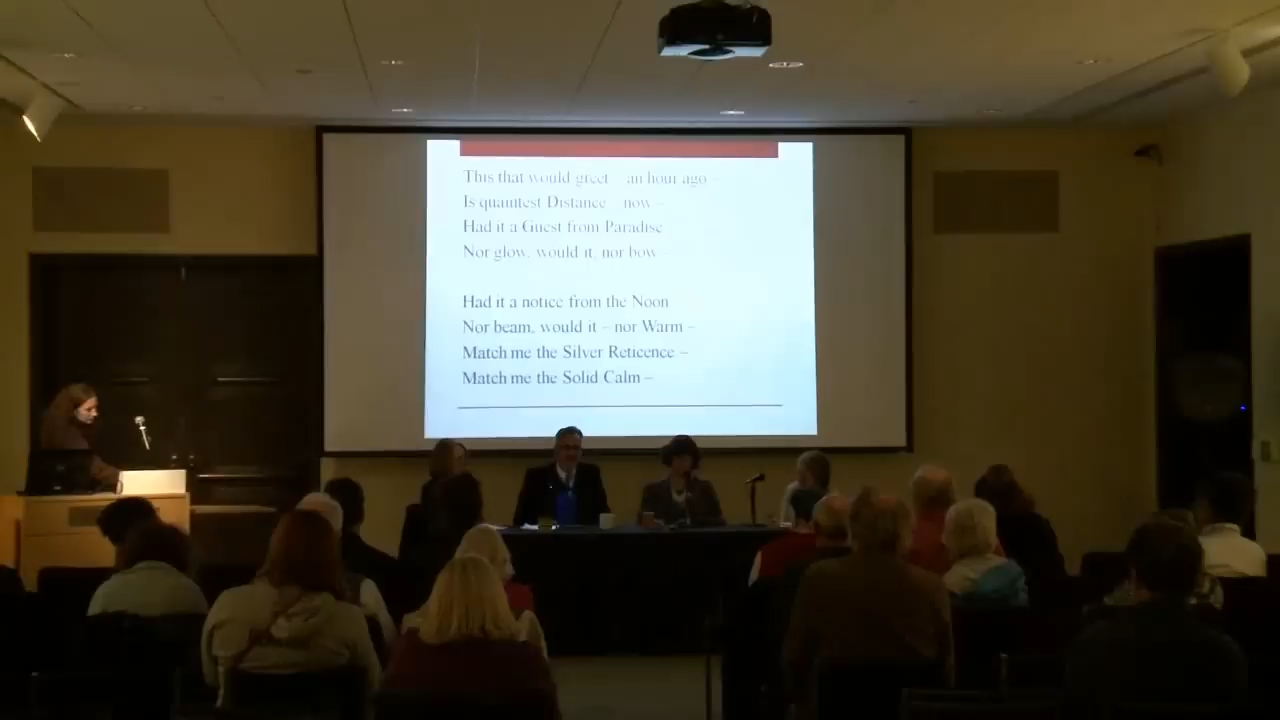 This that would greet – an hour ago –
Is quaintest Distance – now –
Had it a Guest from Paradise
Nor glow, would it, nor bow –
Had it a notice from the Noon
Nor beam, would it – nor Warm –
Match me the Silver Reticence –
Match me the Solid Calm –